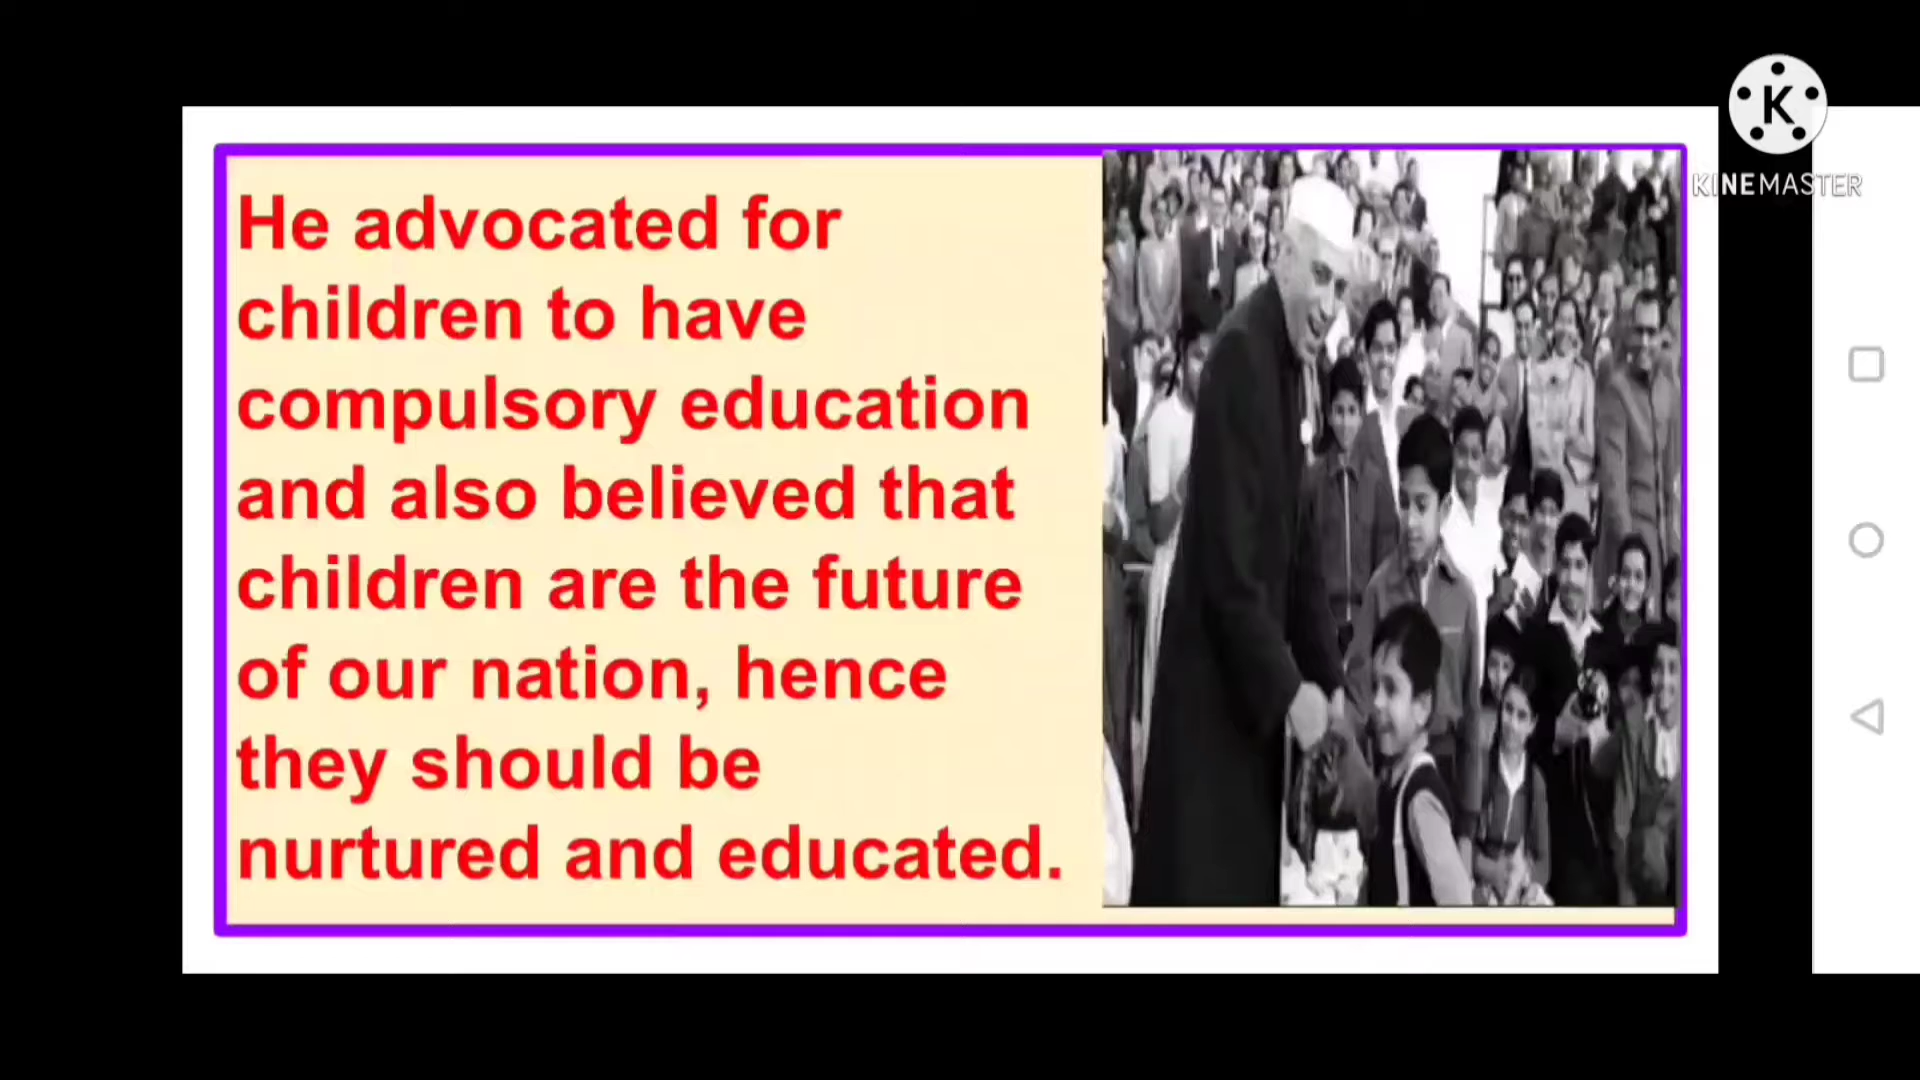 He advocated for
children to have
compulsory education
and also believed that
children are the future
of our nation, hence
they should be
nurtured and educated.
K
KINEMASTER